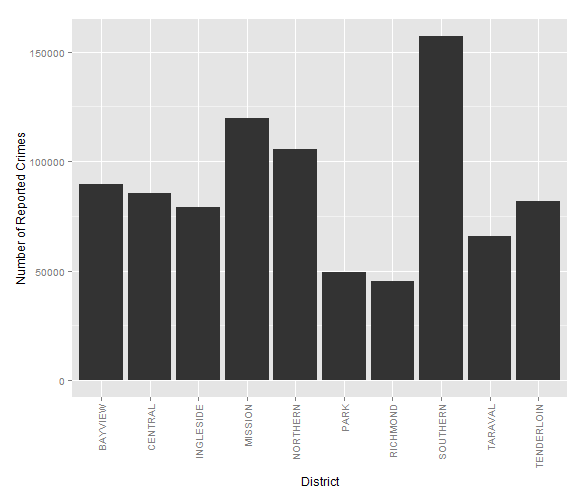 Number of Reported Crimes
150000
100000
50000
0
BAYVIEW
CENTRAL
INGLESIDE
MISSION
NORTHERN
PARK
RICHMOND
SOUTHERN
TARAVAL
TENDERLOIN
District